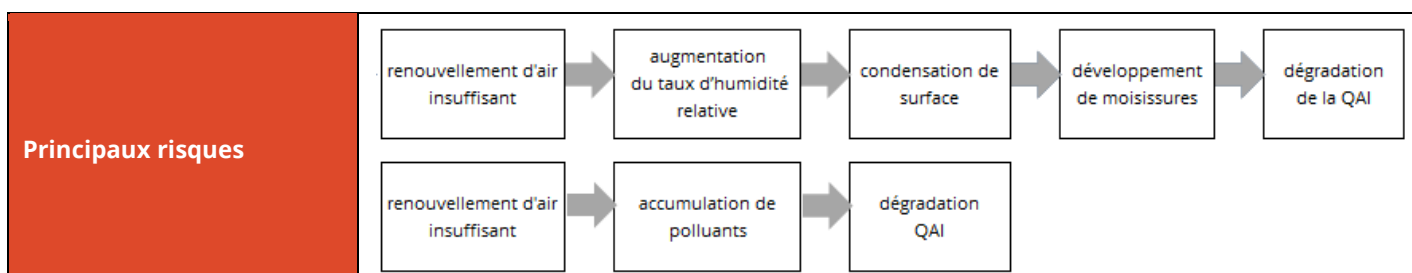 Principaux risques
renouvellement d'air
insuffisant
augmentation
du taux d’humidité
relative
condensation de
surface
développement
de moisissures
dégradation
de la QAI
renouvellement d'air
insuffisant
accumulation de
polluants
dégradation
QAI